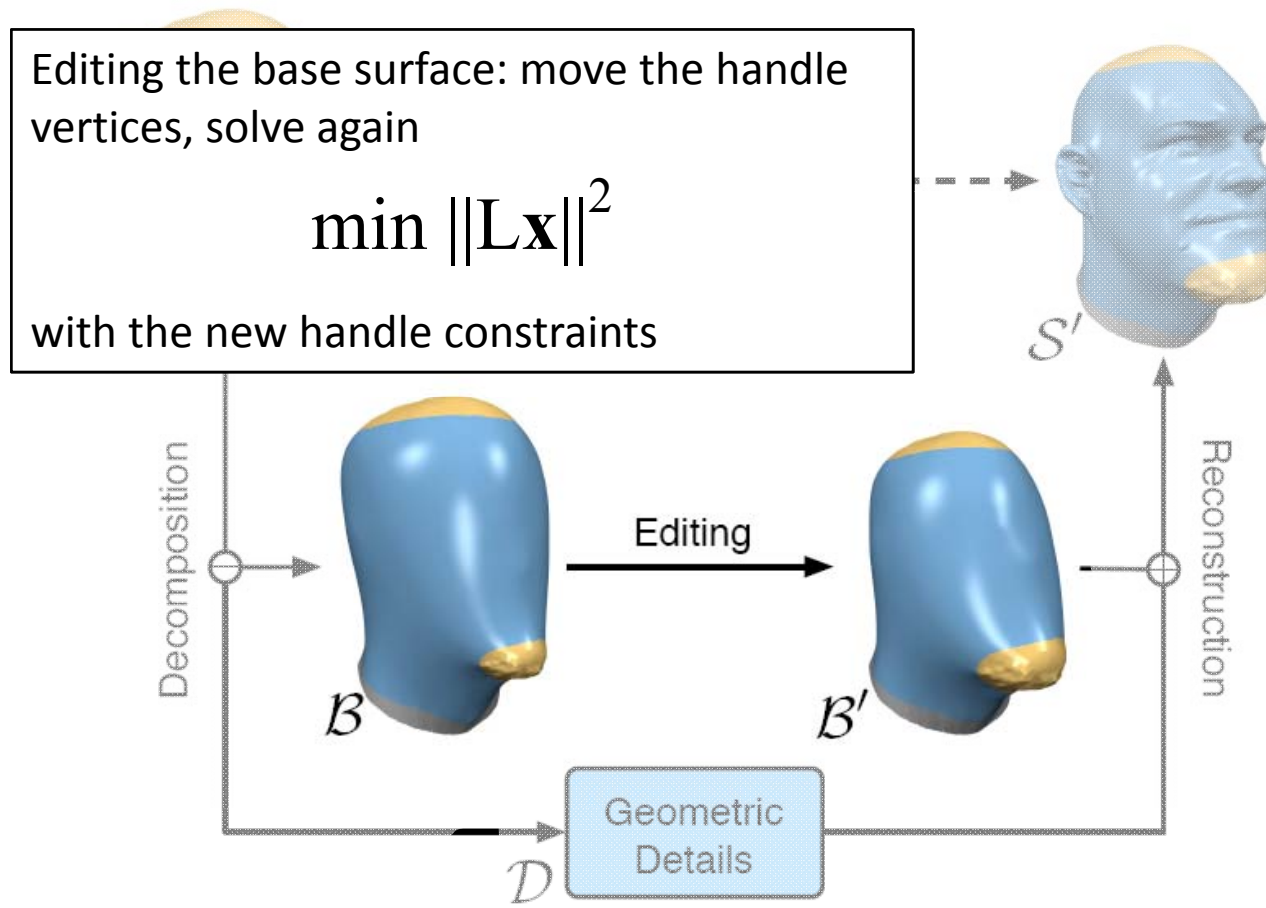 Editing the base surface: move the handle
vertices, solve again
min ||Lx||²
with the new handle constraints
S′
Decomposition
Editing
Reconstruction
B
B′
Geometric
Details
D